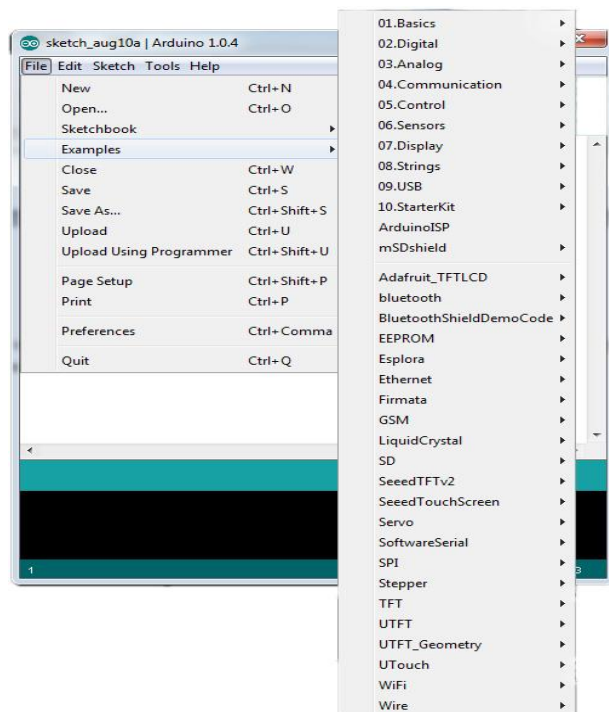 sketch_aug10a | Arduino 1.0.4
File Edit Sketch Tools Help
New Ctrl+N
Open... Ctrl+O
Sketchbook
Examples
Close Ctrl+W
Save Ctrl+S
Save As... Ctrl+Shift+S
Upload Ctrl+U
Upload Using Programmer Ctrl+Shift+U
Page Setup Ctrl+Shift+P
Print Ctrl+P
Preferences Ctrl+Comma
Quit Ctrl+Q
01.Basics
02.Digital
03.Analog
04.Communication
05.Control
06.Sensors
07.Display
08.Strings
09.USB
10.StarterKit
ArduinoISP
mSDshield
Adafruit_TFTLCD
bluetooth
BluetoothShieldDemoCode
EEPROM
Esplora
Ethernet
Firmata
GSM
LiquidCrystal
SD
SeeedTFTv2
SeeedTouchScreen
Servo
SoftwareSerial
SPI
Stepper
TFT
UTFT
UTFT_Geometry
UTouch
WiFi
Wire
1